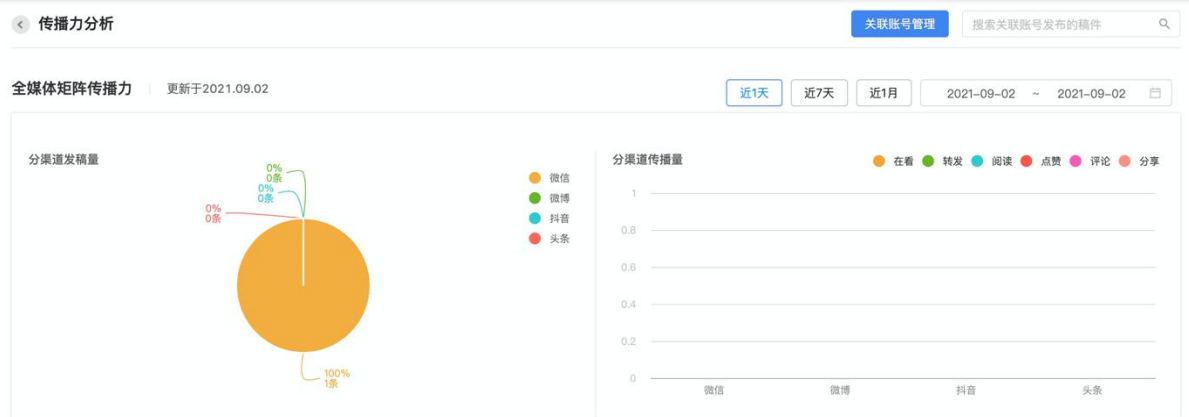 传播力分析
关联账号管理
搜索关联账号发布的稿件
全媒体矩阵传播力
更新于2021.09.02
近1天
近7天
近1月
2021-09-02 ~ 2021-09-02
分渠道发稿量
0%
0条
0%
0条
0%
0条
100%
1条
微信
微博
抖音
头条
分渠道传播量
在看 转发 阅读 点赞 评论 分享
1
0.8
0.6
0.4
0.2
0
微信 微博 抖音 头条